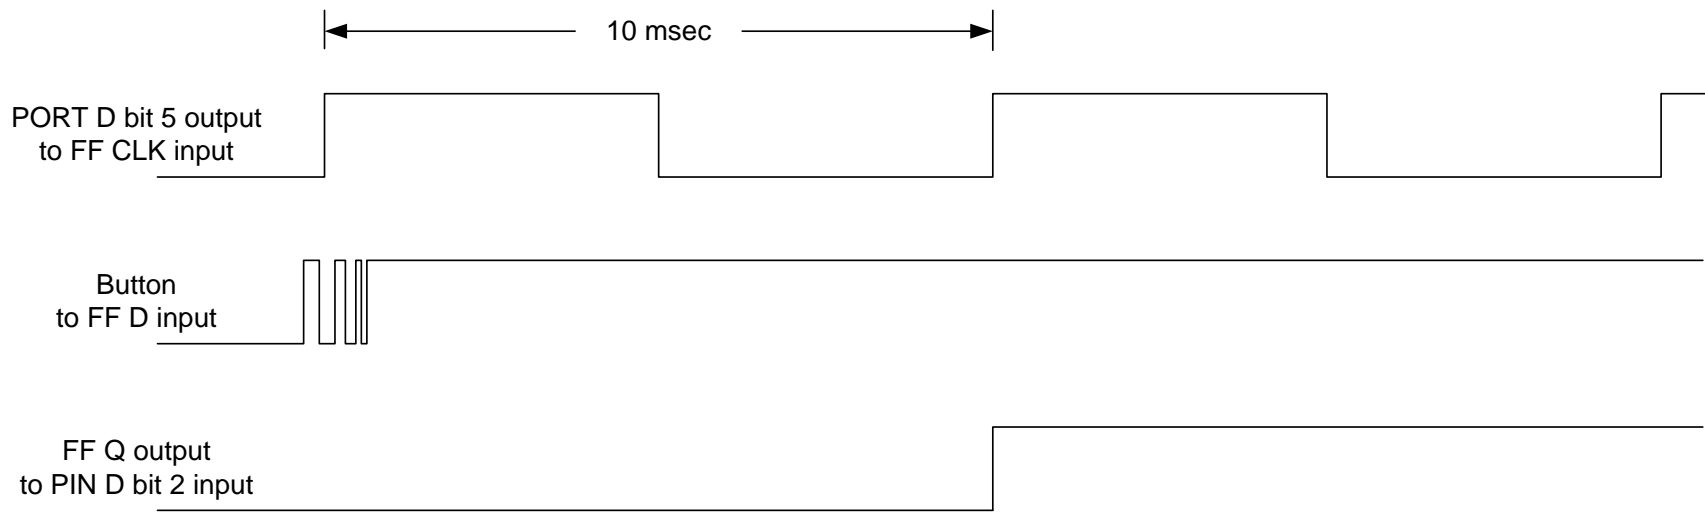 10 msec
PORT D bit 5 output
to FF CLK input
Button
to FF D input
FF Q output
to PIN D bit 2 input